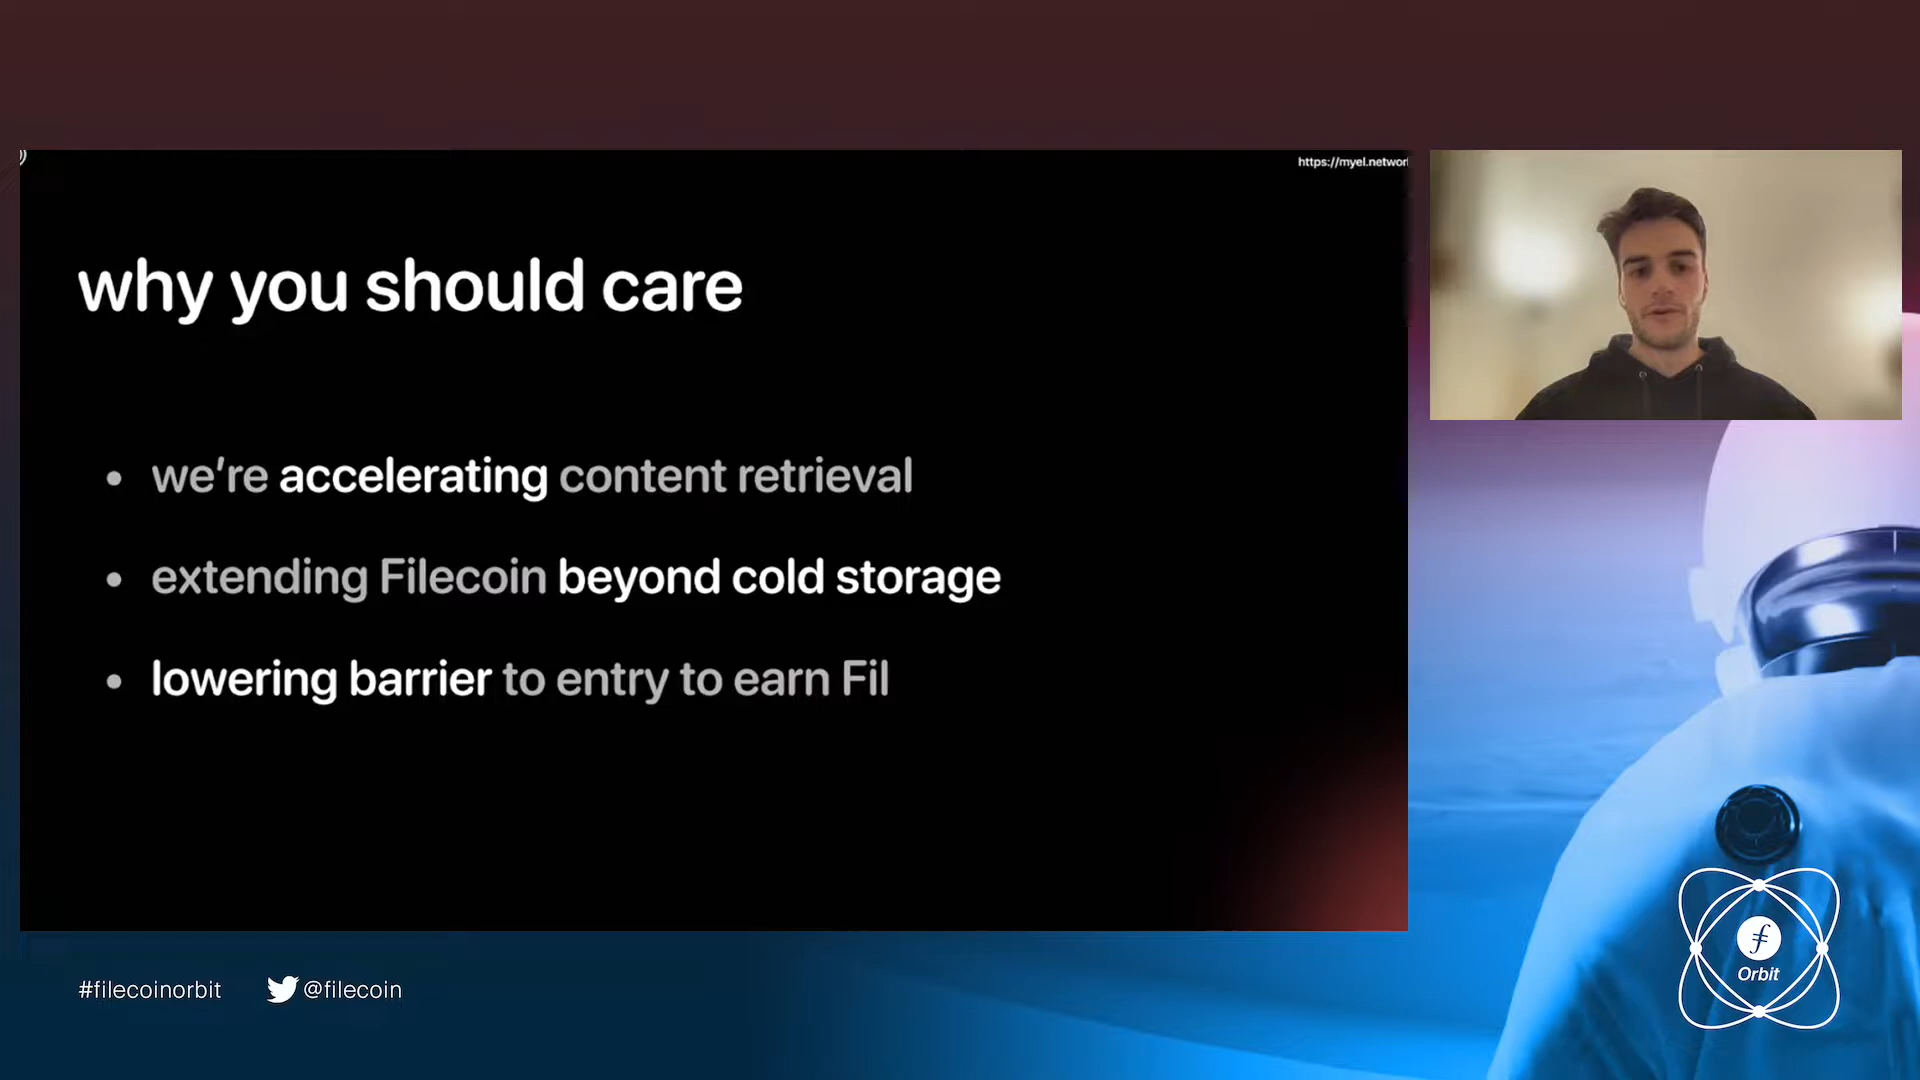 https://myel.networ
why you should care
• we're accelerating content retrieval
• extending Filecoin beyond cold storage
• lowering barrier to entry to earn Fil
#filecoinorbit @filecoin
Orbit